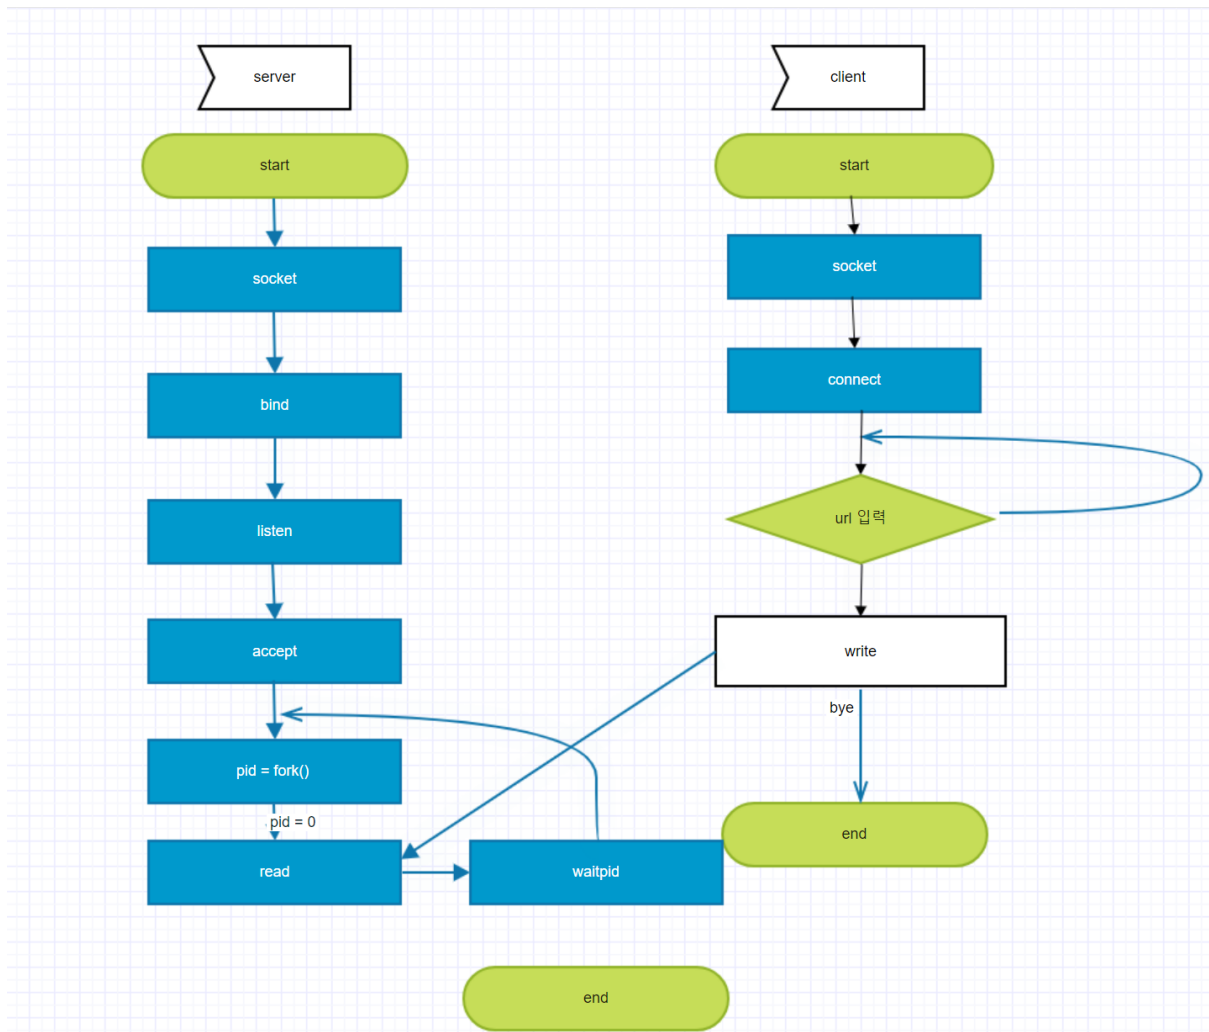 server
start
socket
bind
listen
accept
pid = fork()
pid = 0
read
waitpid
end
client
start
socket
connect
url 입력
write
bye
end